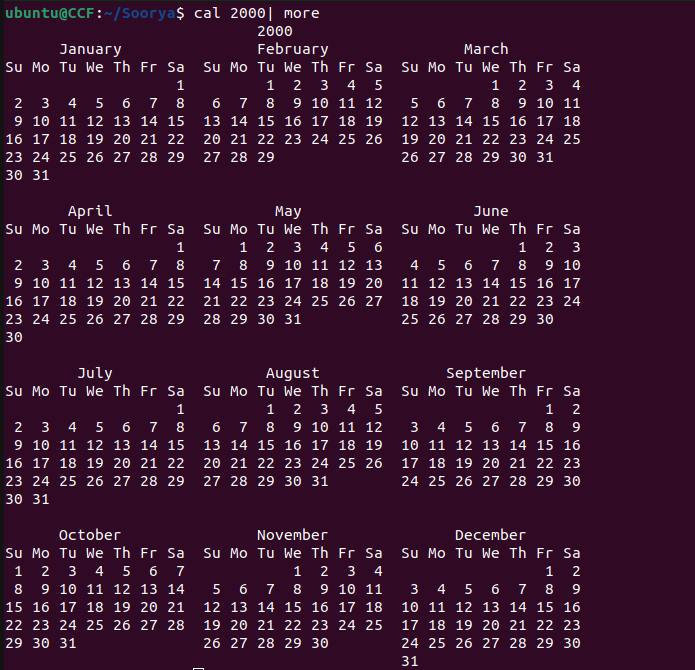 ubuntu@CCF:~/Soorya$ cal 2000| more
                            2000
      January               February               March
Su Mo Tu We Th Fr Sa  Su Mo Tu We Th Fr Sa  Su Mo Tu We Th Fr Sa
                   1         1  2  3  4  5            1  2  3  4
 2  3  4  5  6  7  8   6  7  8  9 10 11 12   5  6  7  8  9 10 11
 9 10 11 12 13 14 15  13 14 15 16 17 18 19  12 13 14 15 16 17 18
16 17 18 19 20 21 22  20 21 22 23 24 25 26  19 20 21 22 23 24 25
23 24 25 26 27 28 29  27 28 29              26 27 28 29 30 31
30 31

       April                  May                   June
Su Mo Tu We Th Fr Sa  Su Mo Tu We Th Fr Sa  Su Mo Tu We Th Fr Sa
                   1      1  2  3  4  5  6               1  2  3
 2  3  4  5  6  7  8   7  8  9 10 11 12 13   4  5  6  7  8  9 10
 9 10 11 12 13 14 15  14 15 16 17 18 19 20  11 12 13 14 15 16 17
16 17 18 19 20 21 22  21 22 23 24 25 26 27  18 19 20 21 22 23 24
23 24 25 26 27 28 29  28 29 30 31           25 26 27 28 29 30
30

        July                 August              September
Su Mo Tu We Th Fr Sa  Su Mo Tu We Th Fr Sa  Su Mo Tu We Th Fr Sa
                   1         1  2  3  4  5                  1  2
 2  3  4  5  6  7  8   6  7  8  9 10 11 12   3  4  5  6  7  8  9
 9 10 11 12 13 14 15  13 14 15 16 17 18 19  10 11 12 13 14 15 16
16 17 18 19 20 21 22  20 21 22 23 24 25 26  17 18 19 20 21 22 23
23 24 25 26 27 28 29  27 28 29 30 31        24 25 26 27 28 29 30
30 31

      October               November              December
Su Mo Tu We Th Fr Sa  Su Mo Tu We Th Fr Sa  Su Mo Tu We Th Fr Sa
 1  2  3  4  5  6  7            1  2  3  4                  1  2
 8  9 10 11 12 13 14   5  6  7  8  9 10 11   3  4  5  6  7  8  9
15 16 17 18 19 20 21  12 13 14 15 16 17 18  10 11 12 13 14 15 16
22 23 24 25 26 27 28  19 20 21 22 23 24 25  17 18 19 20 21 22 23
29 30 31              26 27 28 29 30        24 25 26 27 28 29 30
                                            31